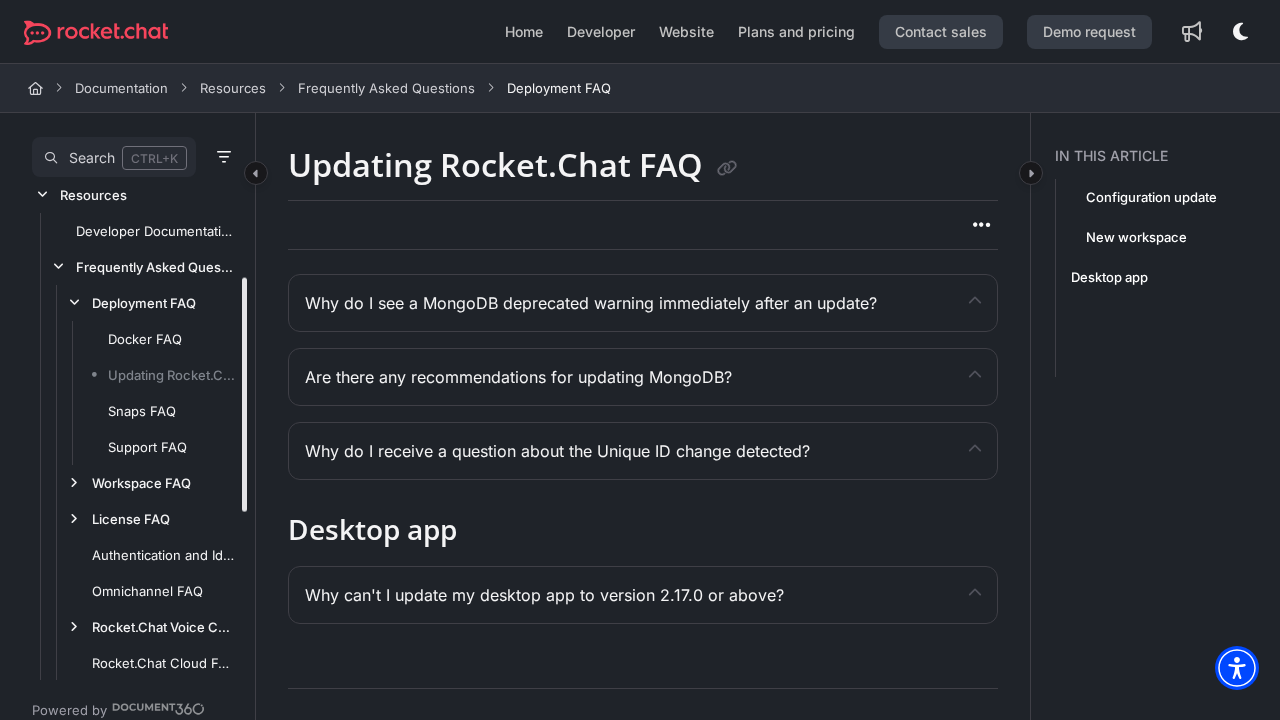 rocket.chat
Home
Developer
Website
Plans and pricing
Contact sales
Demo request
Documentation
Resources
Frequently Asked Questions
Deployment FAQ
Search
CTRL+K
Resources
Developer Documentati...
Frequently Asked Ques...
Deployment FAQ
Docker FAQ
Updating Rocket.C...
Snaps FAQ
Support FAQ
Workspace FAQ
License FAQ
Authentication and Id...
Omnichannel FAQ
Rocket.Chat Voice C...
Rocket.Chat Cloud F...
Powered by DOCUMENT360
Updating Rocket.Chat FAQ
Why do I see a MongoDB deprecated warning immediately after an update?
Are there any recommendations for updating MongoDB?
Why do I receive a question about the Unique ID change detected?
Desktop app
Why can't I update my desktop app to version 2.17.0 or above?
IN THIS ARTICLE
Configuration update
New workspace
Desktop app